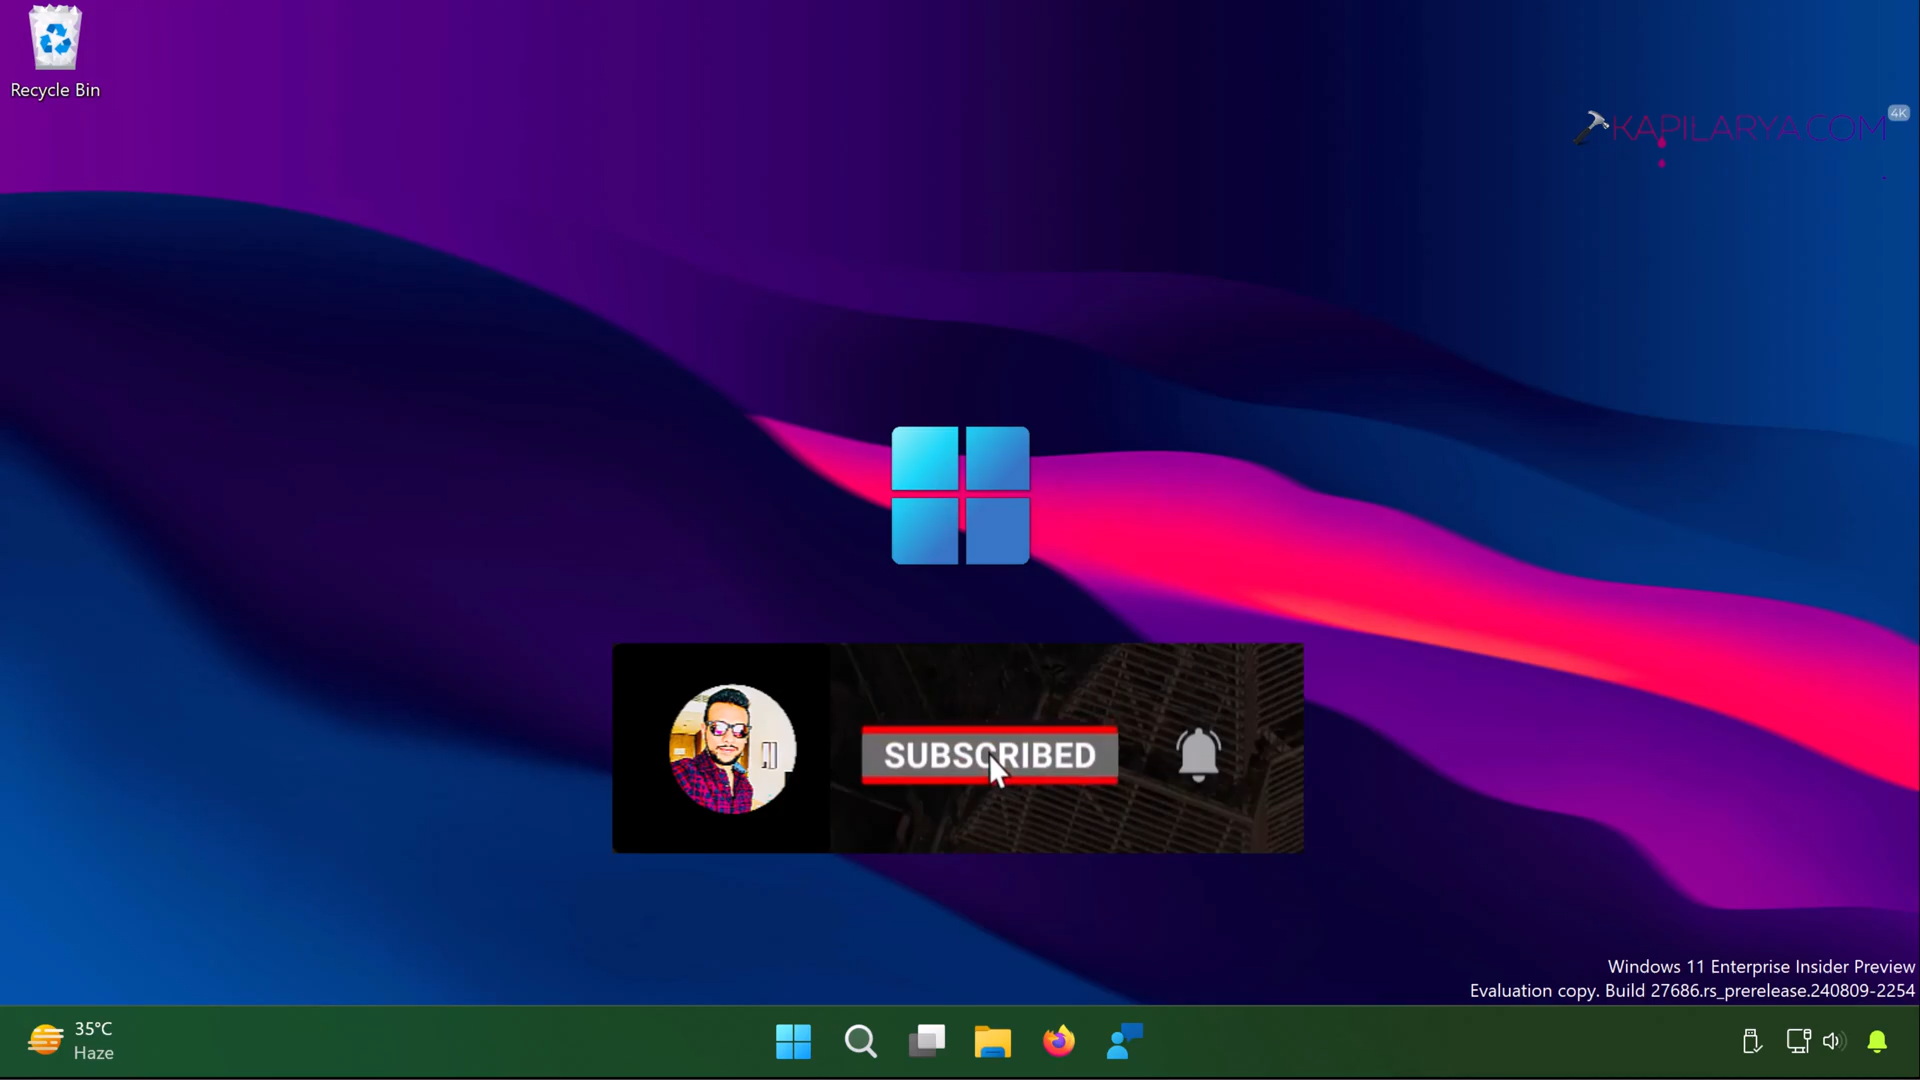 Recycle Bin
4K
KAPILARYA.COM
SUBSCRIBED
Windows 11 Enterprise Insider Preview
Evaluation copy. Build 27686.rs_prerelease.240809-2254
35°C
Haze